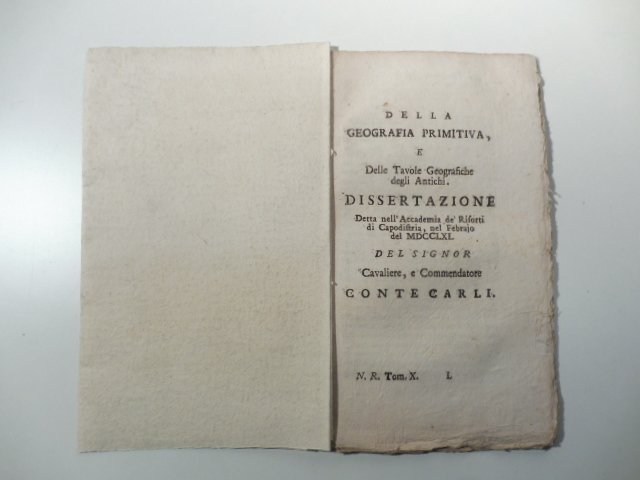 DELLA
GEOGRAFIA PRIMITIVA,
E
Delle Tavole Geografiche
degli Antichi.
DISSERTAZIONE
Detta nell'Accademia de' Risorti
di Capodistria, nel Febrajo
del MDCCLXI.
DEL SIGNOR
Cavaliere, e Commendatore
CONTE CARLI.
N. R. Tom. X. L